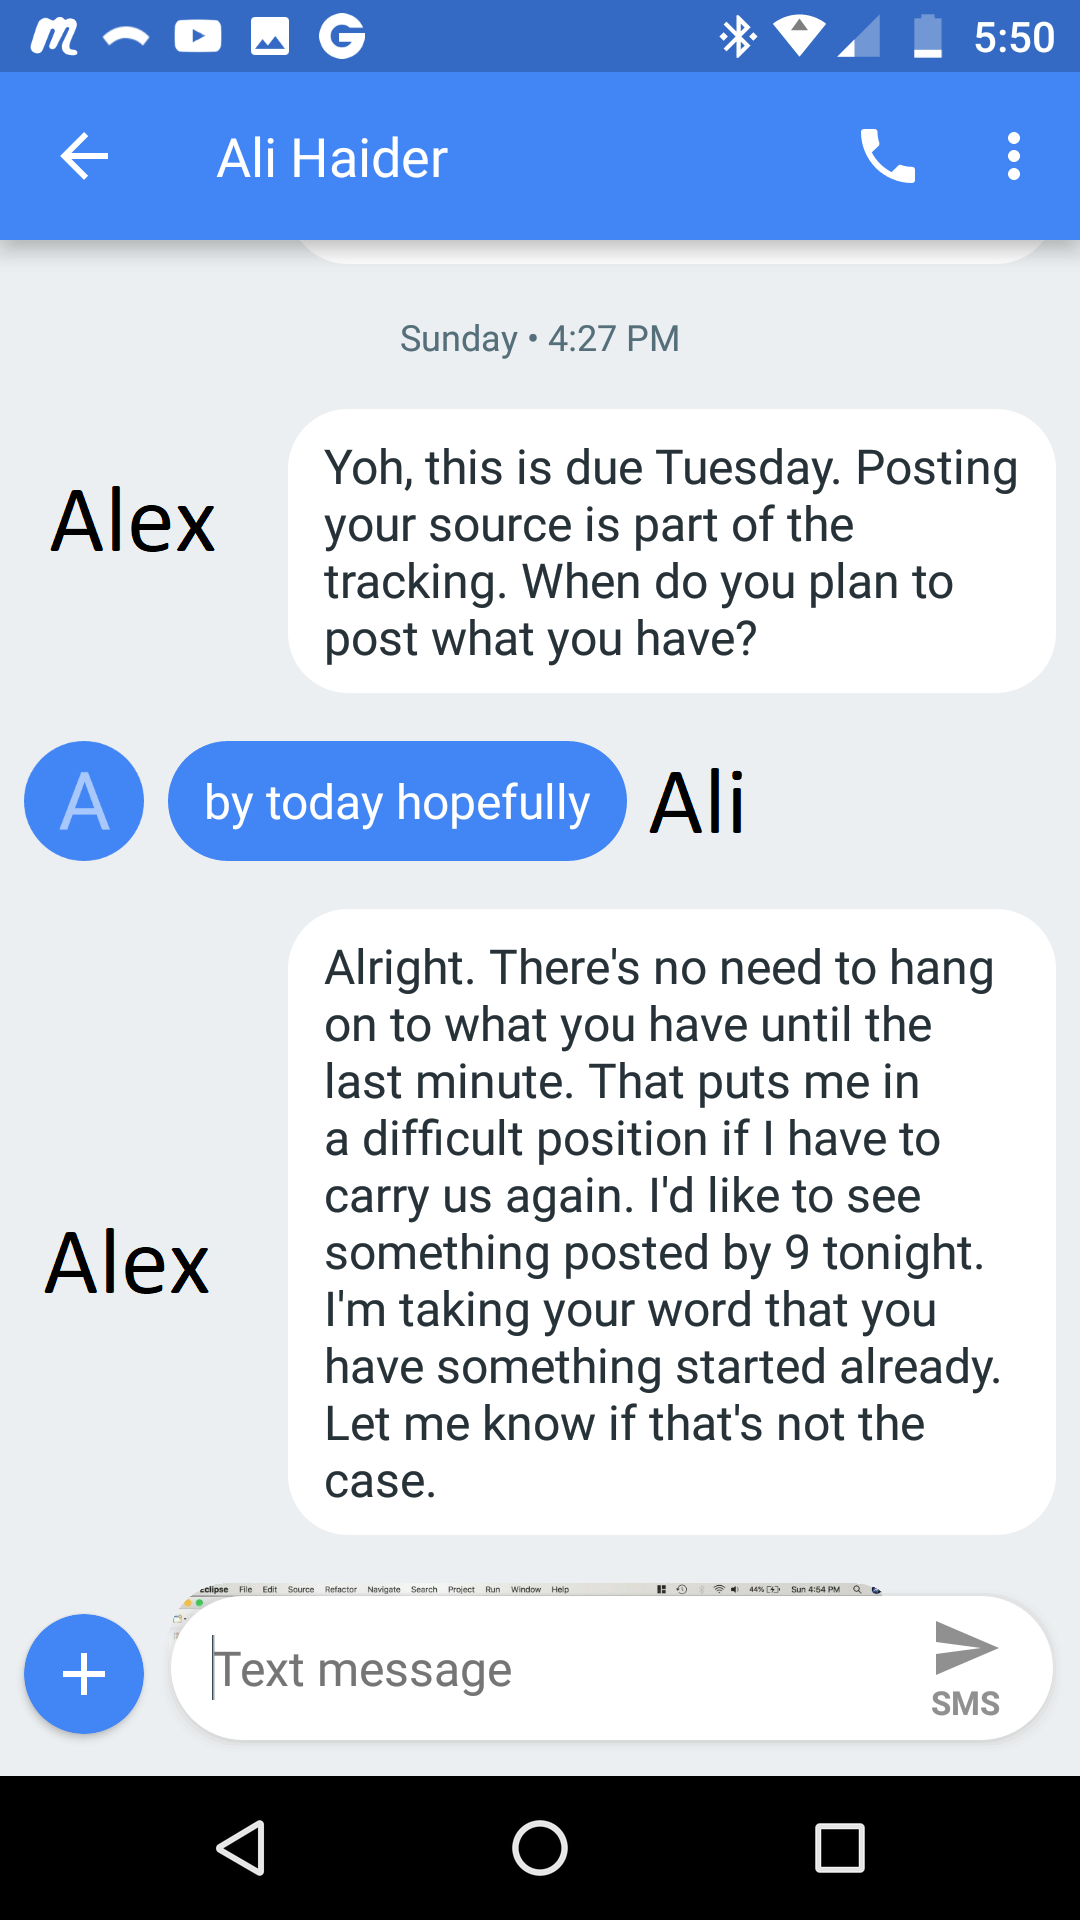 5:50
Ali Haider
Sunday • 4:27 PM
Yoh, this is due Tuesday. Posting
your source is part of the
tracking. When do you plan to
post what you have?
Alex
A
by today hopefully
Ali
Alright. There's no need to hang
on to what you have until the
last minute. That puts me in
a difficult position if I have to
carry us again. I'd like to see
something posted by 9 tonight.
I'm taking your word that you
have something started already.
Let me know if that's not the
case.
Alex
eclipse File Edit Source Refactor Navigate Search Project Run Window Help 44% Sun 4:54 PM
Text message
SMS